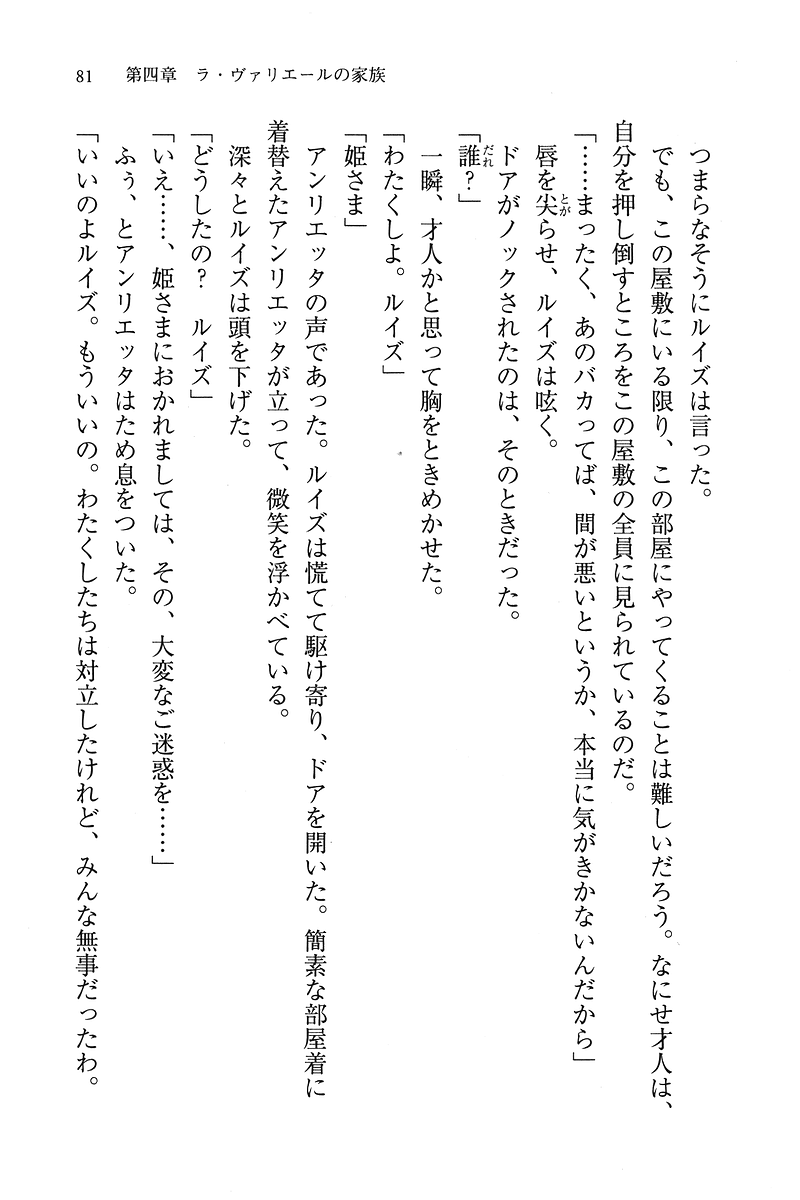 81 第四章 ラ・ヴァリエールの家族
つまらなそうにルイズは言った。
でも、この屋敷にいる限り、この部屋にやってくることは難しいだろう。なにせ才人は、
自分を押し倒すところをこの屋敷の全員に見られているのだ。
「……まったく、あのバカってば、間が悪いというか、本当に気がきかないんだから」
唇を尖らせ、ルイズは呟く。
ドアがノックされたのは、そのときだった。
「誰？」
一瞬、才人かと思って胸をときめかせた。
「わたくしよ。ルイズ」
「姫さま」
アンリエッタの声であった。ルイズは慌てて駆け寄り、ドアを開いた。簡素な部屋着に
着替えたアンリエッタが立って、微笑を浮かべている。
深々とルイズは頭を下げた。
「どうしたの？　ルイズ」
「いえ……、姫さまにおかれましては、その、大変なご迷惑を……」
ふぅ、とアンリエッタはため息をついた。
「いいのよルイズ。もういいの。わたくしたちは対立したけれど、みんな無事だったわ。